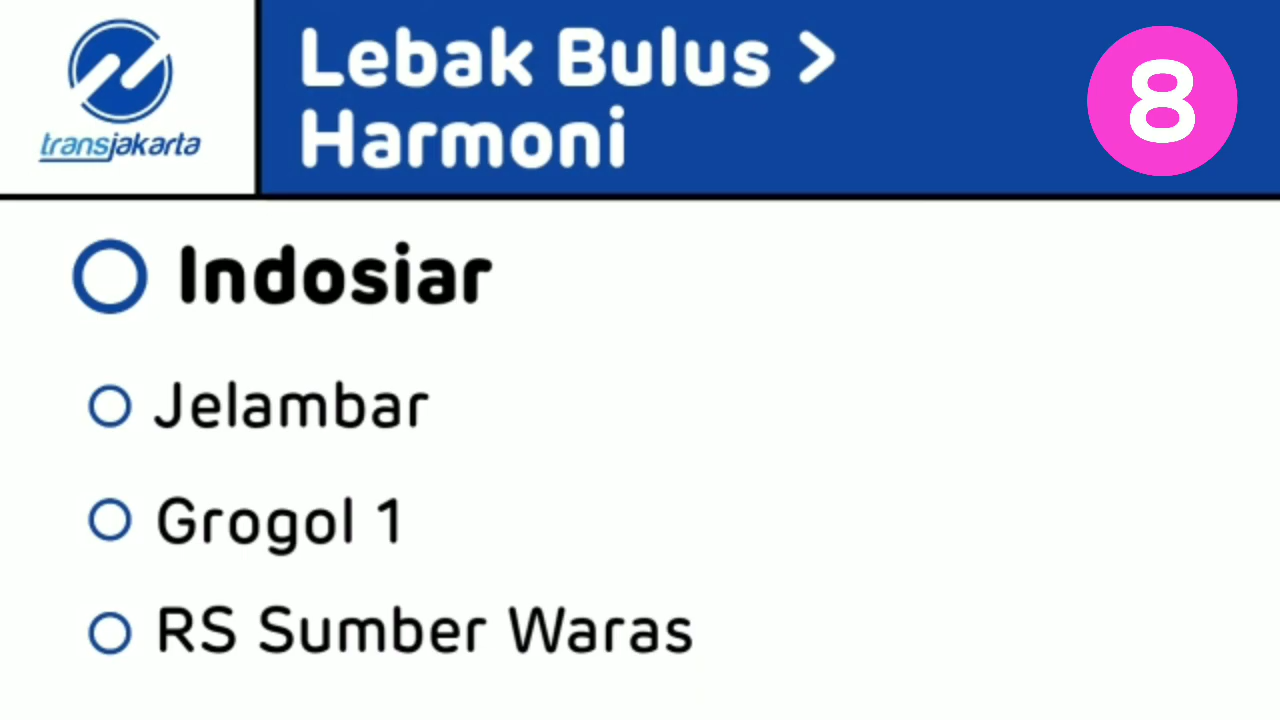 transjakarta
Lebak Bulus >
Harmoni
8
Indosiar
Jelambar
Grogol 1
RS Sumber Waras